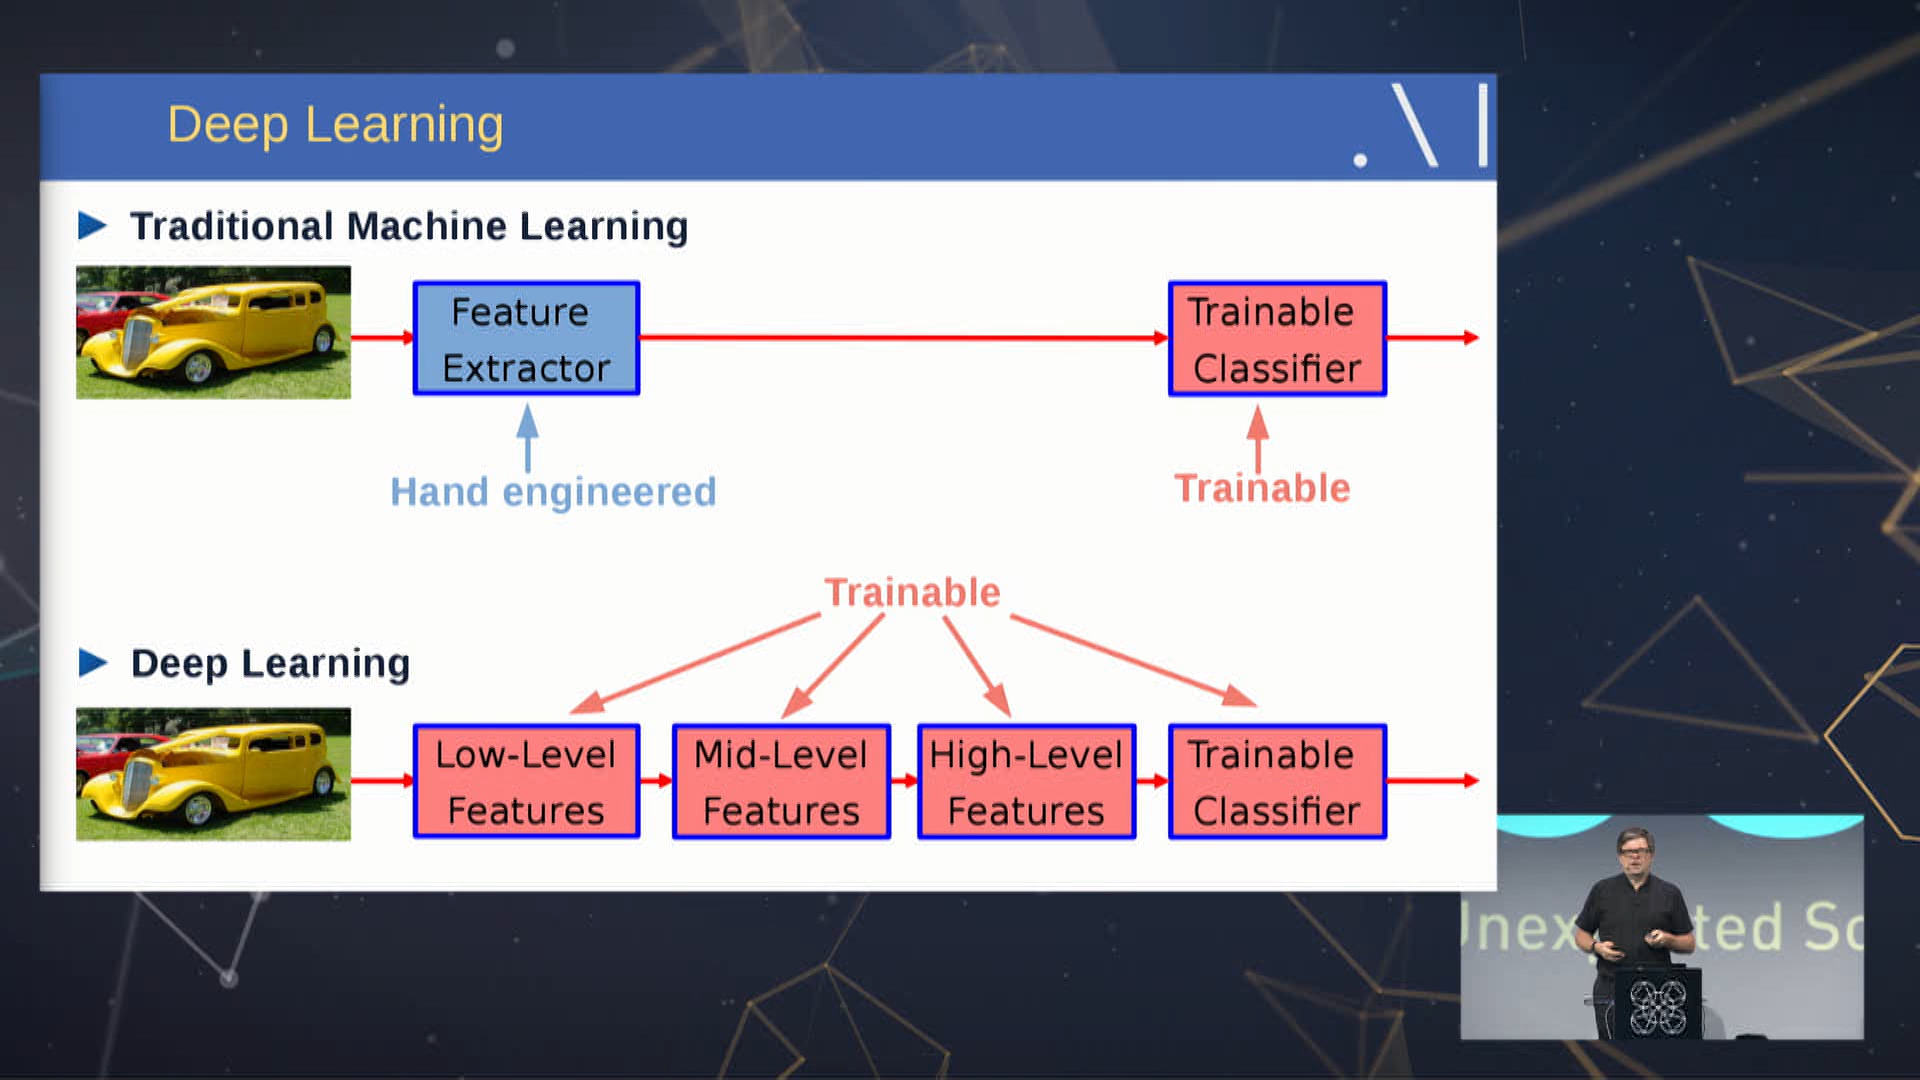 Deep Learning
Traditional Machine Learning
Feature
Extractor
Trainable
Classifier
Hand engineered
Trainable
Trainable
Deep Learning
Low-Level
Features
Mid-Level
Features
High-Level
Features
Trainable
Classifier